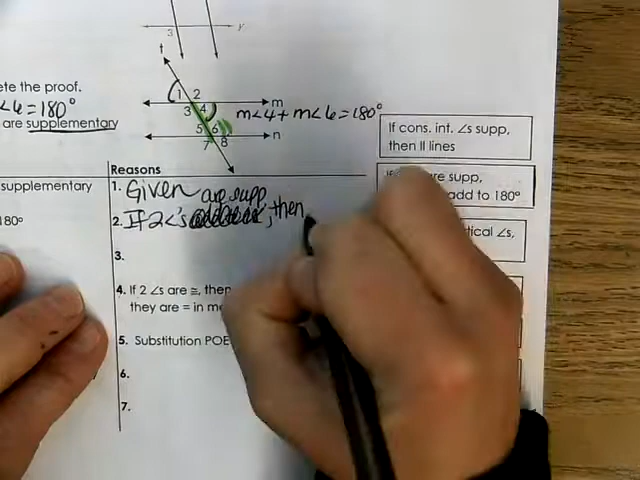 3
y
t
1 2
ete the proof.
<6=180°
are supplementary
3 4
m
m<4 + m<6=180°
5 6
n
7 8
If cons. int. ∠s supp,
then ll lines
Reasons
supplementary
1. Given
are supp,
add to 180°
180°
are supp
2. If 2<'s , then
tical ∠s,
3.
4. If 2 ∠s are ≅, then
they are = in me
5. Substitution POE
6.
7.